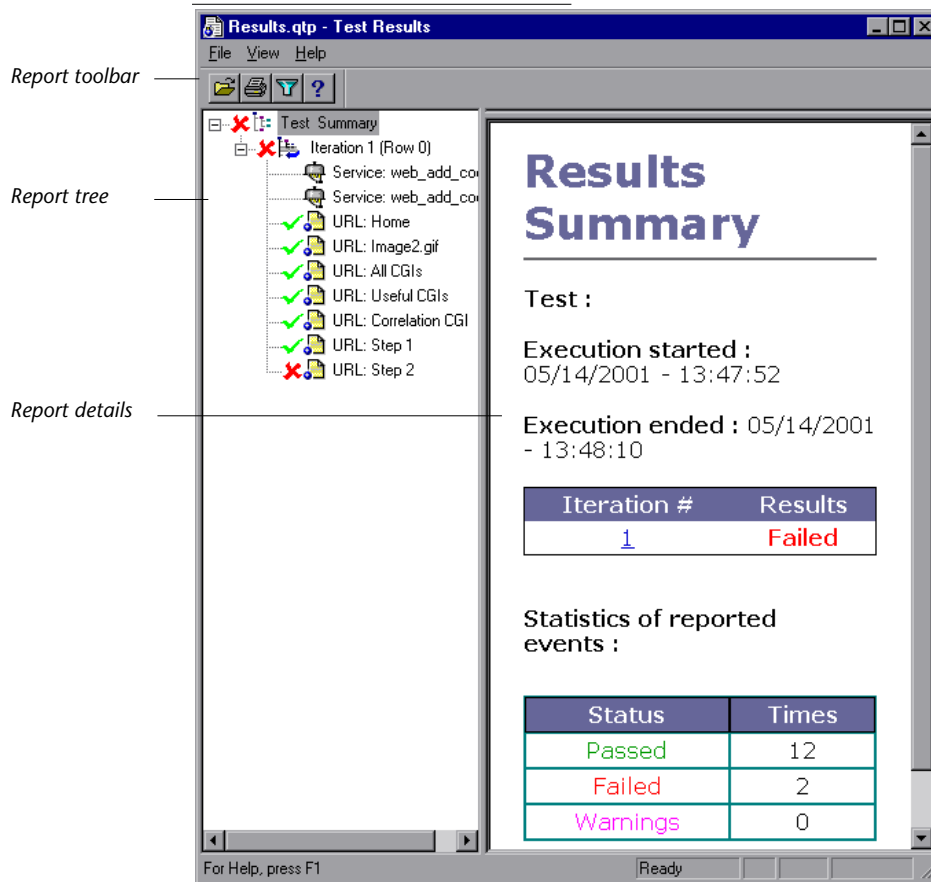 Results.qtp - Test Results
File View Help
Report toolbar
?
Test Summary
Iteration 1 (Row 0)
Service: web_add_co
Service: web_add_co
Report tree
URL: Home
URL: Image2.gif
URL: All CGIs
URL: Useful CGIs
URL: Correlation CGI
URL: Step 1
URL: Step 2
Report details
Results
Summary
Test :
Execution started :
05/14/2001 - 13:47:52
Execution ended : 05/14/2001
- 13:48:10
Iteration # Results
1 Failed
Statistics of reported
events :
Status Times
Passed 12
Failed 2
Warnings 0
For Help, press F1
Ready